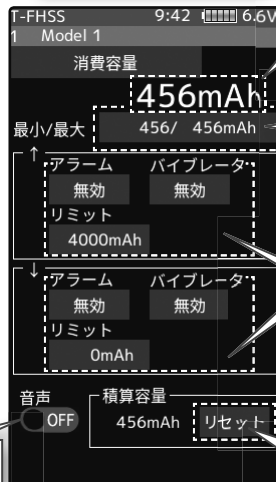 T-FHSS 9:42 6.6V
1 Model 1
消費容量
456mAh
最小/最大 456/ 456mAh
↑
アラーム バイブレータ
無効 無効
リミット
4000mAh
↓
アラーム バイブレータ
無効 無効
リミット
0mAh
音声 積算容量
OFF 456mAh リセット